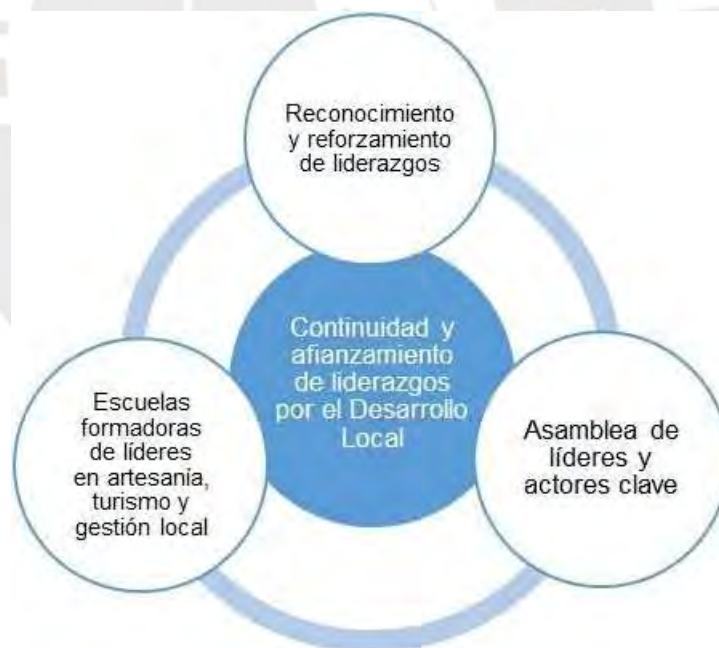 Reconocimiento
y reforzamiento
de liderazgos
Continuidad y
afianzamiento
de liderazgos
por el Desarrollo
Local
Escuelas
formadoras
de líderes
en artesanía,
turismo y
gestión local
Asamblea de
líderes y
actores clave